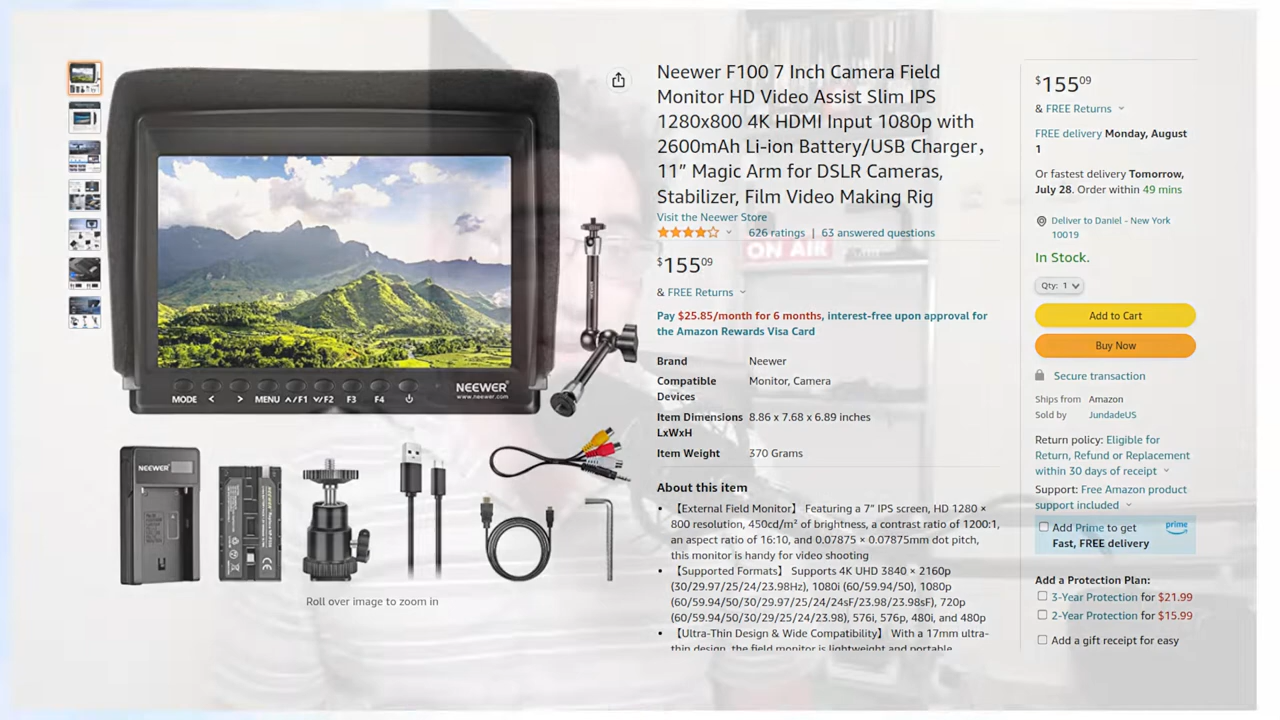 Neewer F100 7 Inch Camera Field
Monitor HD Video Assist Slim IPS
1280x800 4K HDMI Input 1080p with
2600mAh Li-ion Battery/USB Charger，
11” Magic Arm for DSLR Cameras,
Stabilizer, Film Video Making Rig
Visit the Neewer Store
626 ratings | 63 answered questions
ON AIR
$15509
& FREE Returns
Pay $25.85/month for 6 months, interest-free upon approval for
the Amazon Rewards Visa Card
Brand Neewer
Compatible Monitor, Camera
Devices
Item Dimensions 8.86 x 7.68 x 6.89 inches
LxWxH
Item Weight 370 Grams
About this item
• 【External Field Monitor】 Featuring a 7” IPS screen, HD 1280 ×
800 resolution, 450cd/m² of brightness, a contrast ratio of 1200:1,
an aspect ratio of 16:10, and 0.07875 × 0.07875mm dot pitch,
this monitor is handy for video shooting
• 【Supported Formats】 Supports 4K UHD 3840 × 2160p
(30/29.97/25/24/23.98Hz), 1080i (60/59.94/50), 1080p
(60/59.94/50/30/29.97/25/24/24sF/23.98/23.98sF), 720p
(60/59.94/50/30/29/25/24/23.98), 576i, 576p, 480i, and 480p
• 【Ultra-Thin Design & Wide Compatibility】 With a 17mm ultra-
thin design, the field monitor is lightweight and portable
MODE < > MENU ∧/F1 ∨/F2 F3 F4
NEEWER
www.neewer.com
NEEWER
Roll over image to zoom in
$15509
& FREE Returns
FREE delivery Monday, August
1
Or fastest delivery Tomorrow,
July 28. Order within 49 mins
Deliver to Daniel - New York
10019
In Stock.
Qty: 1
Add to Cart
Buy Now
Secure transaction
Ships from Amazon
Sold by JundadeUS
Return policy: Eligible for
Return, Refund or Replacement
within 30 days of receipt
Support: Free Amazon product
support included
Add Prime to get
Fast, FREE delivery
prime
Add a Protection Plan:
3-Year Protection for $21.99
2-Year Protection for $15.99
Add a gift receipt for easy